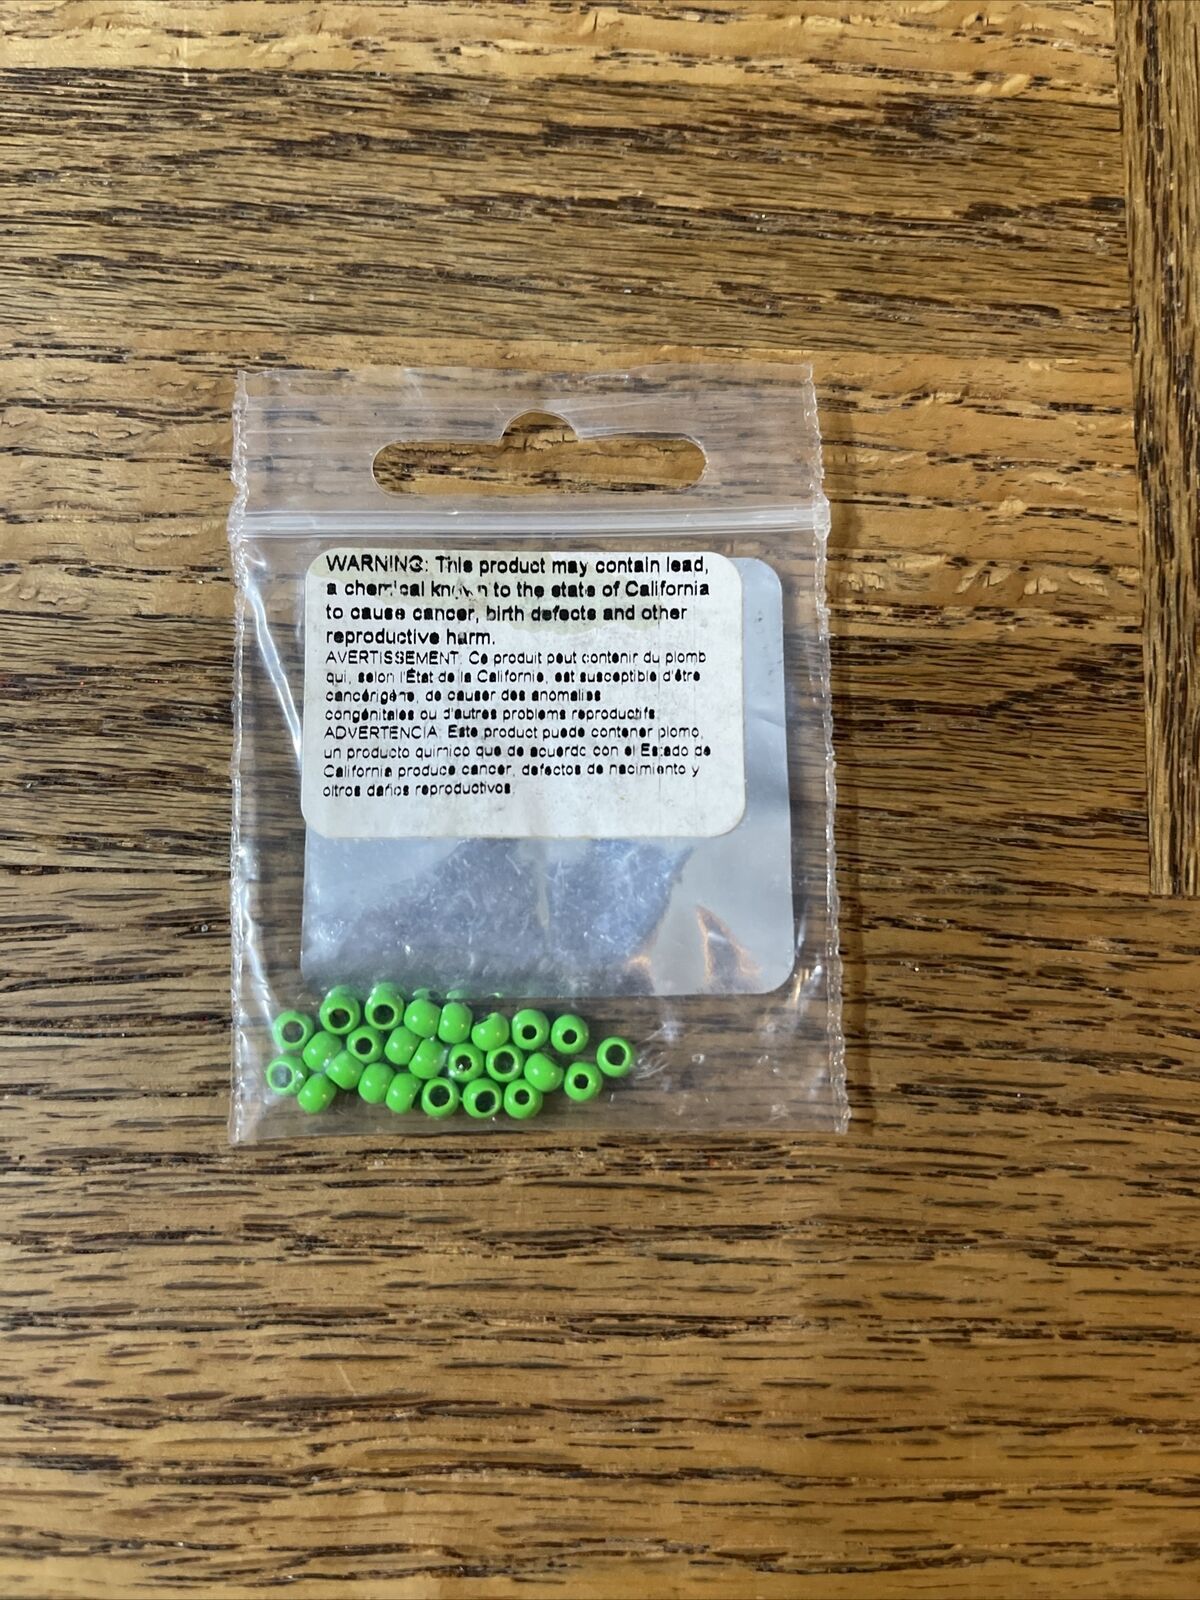 WARNING: This product may contain lead,
a chemical known to the state of California
to cause cancer, birth defects and other
reproductive harm.
AVERTISSEMENT: Ce produit peut contenir du plomb
qui, selon l'État de la Californie, est susceptible d'être
cancérigène, de causer des anomalies
congénitales ou d'autres problems reproductifs
ADVERTENCIA: Este producto puede contener plomo,
un producto quimico que de acuerdo con el Estado de
California produce cancer, defectos de nacimiento y
oitros daños reproductivos.